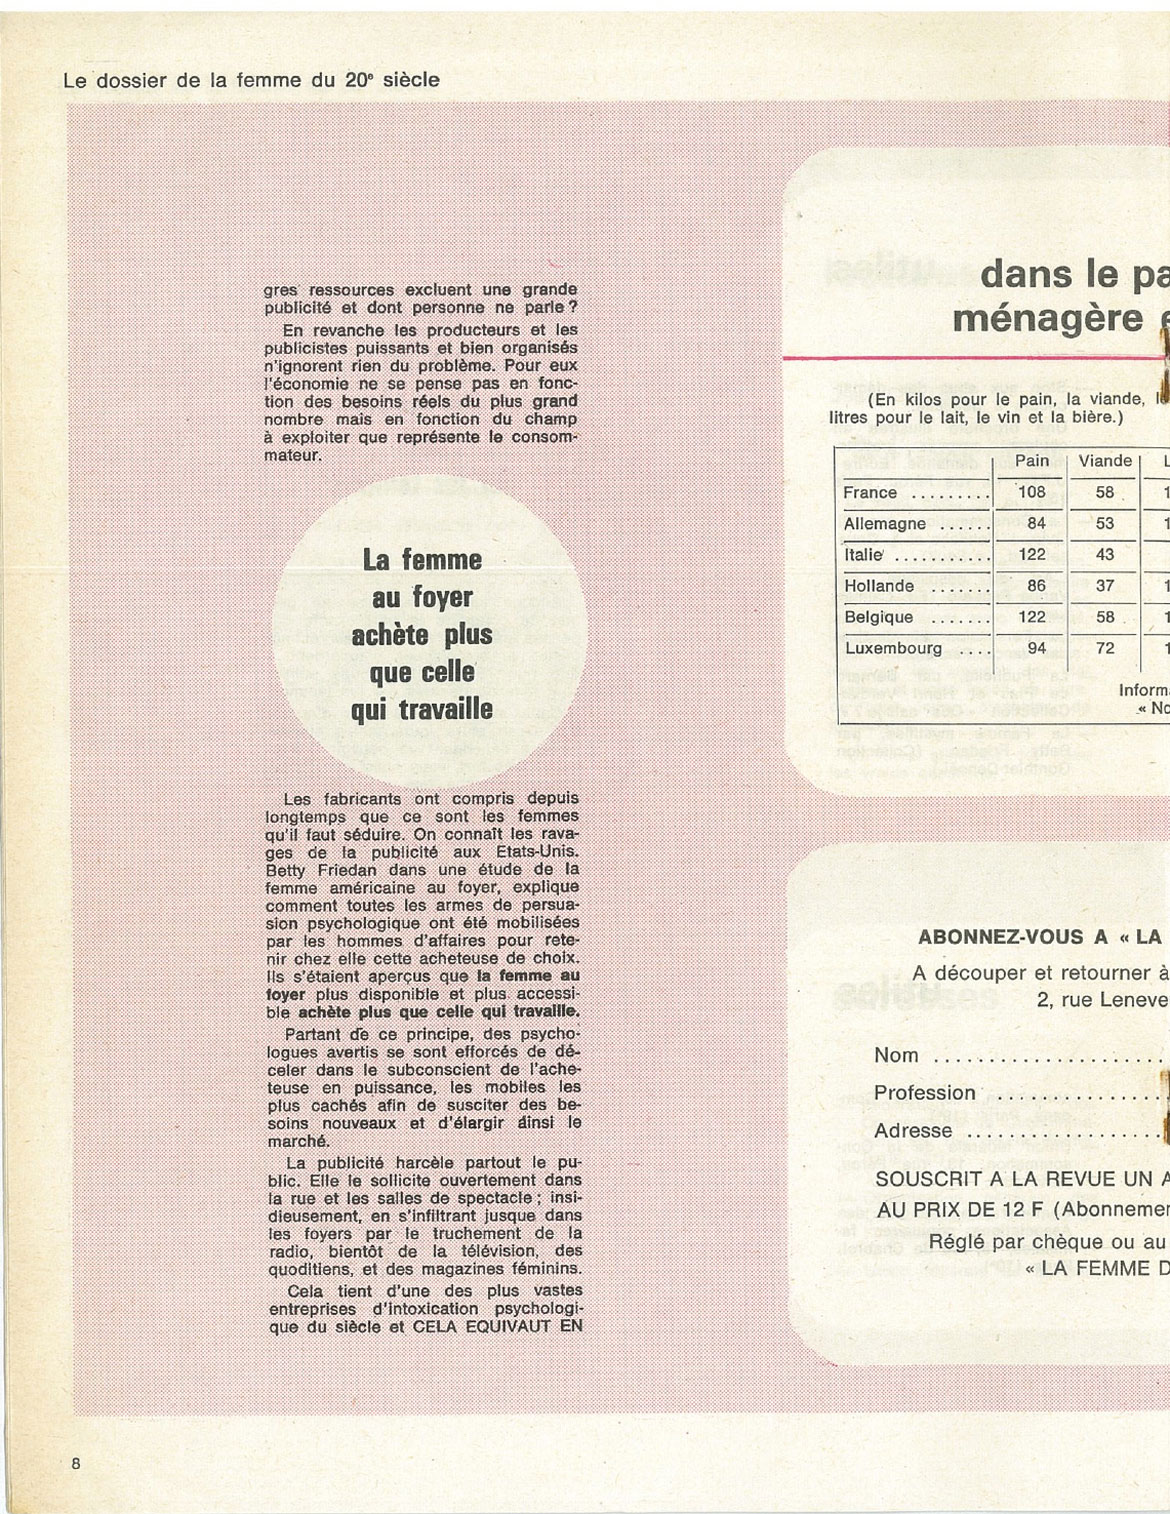 Le dossier de la femme du 20e siècle
gres ressources excluent une grande
publicité et dont personne ne parle ?
En revanche les producteurs et les
publicistes puissants et bien organisés
n'ignorent rien du problème. Pour eux
l'économie ne se pense pas en fonc-
tion des besoins réels du plus grand
nombre mais en fonction du champ
à exploiter que représente le consom-
mateur.
La femme
au foyer
achète plus
que celle
qui travaille
Les fabricants ont compris depuis
longtemps que ce sont les femmes
qu'il faut séduire. On connaît les rava-
ges de la publicité aux Etats-Unis.
Betty Friedan dans une étude de la
femme américaine au foyer, explique
comment toutes les armes de persua-
sion psychologique ont été mobilisées
par les hommes d'affaires pour rete-
nir chez elle cette acheteuse de choix.
Ils s'étaient aperçus que la femme au
foyer plus disponible et plus accessi-
ble achète plus que celle qui travaille.
Partant de ce principe, des psycho-
logues avertis se sont efforcés de dé-
celer dans le subconscient de l'ache-
teuse en puissance, les mobiles les
plus cachés afin de susciter des be-
soins nouveaux et d'élargir ainsi le
marché.
La publicité harcèle partout le pu-
blic. Elle le sollicite ouvertement dans
la rue et les salles de spectacle ; insi-
dieusement, en s'infiltrant jusque dans
les foyers par le truchement de la
radio, bientôt de la télévision, des
quoditiens, et des magazines féminins.
Cela tient d'une des plus vastes
entreprises d'intoxication psychologi-
que du siècle et CELA EQUIVAUT EN
dans le pa
ménagère e
(En kilos pour le pain, la viande,
litres pour le lait, le vin et la bière.)
Pain Viande L
France ......... 108 58 1
Allemagne ...... 84 53 1
Italie ........... 122 43
Hollande ....... 86 37 1
Belgique ....... 122 58 1
Luxembourg .... 94 72 1
Inform
« No
ABONNEZ-VOUS A « LA
A découper et retourner à
2, rue Leneve
Nom .....................
Profession ...............
Adresse ..................
SOUSCRIT A LA REVUE UN A
AU PRIX DE 12 F (Abonnemen
Réglé par chèque ou au
« LA FEMME D
8